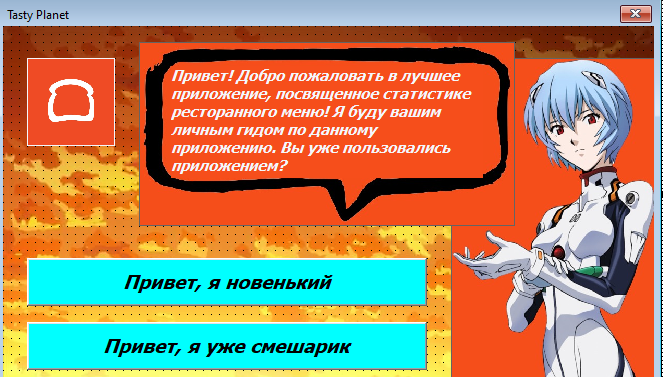 Tasty Planet
Привет! Добро пожаловать в лучшее
приложение, посвященное статистике
ресторанного меню! Я буду вашим
личным гидом по данному
приложению. Вы уже пользовались
приложением?
Привет, я новенький
Привет, я уже смешарик